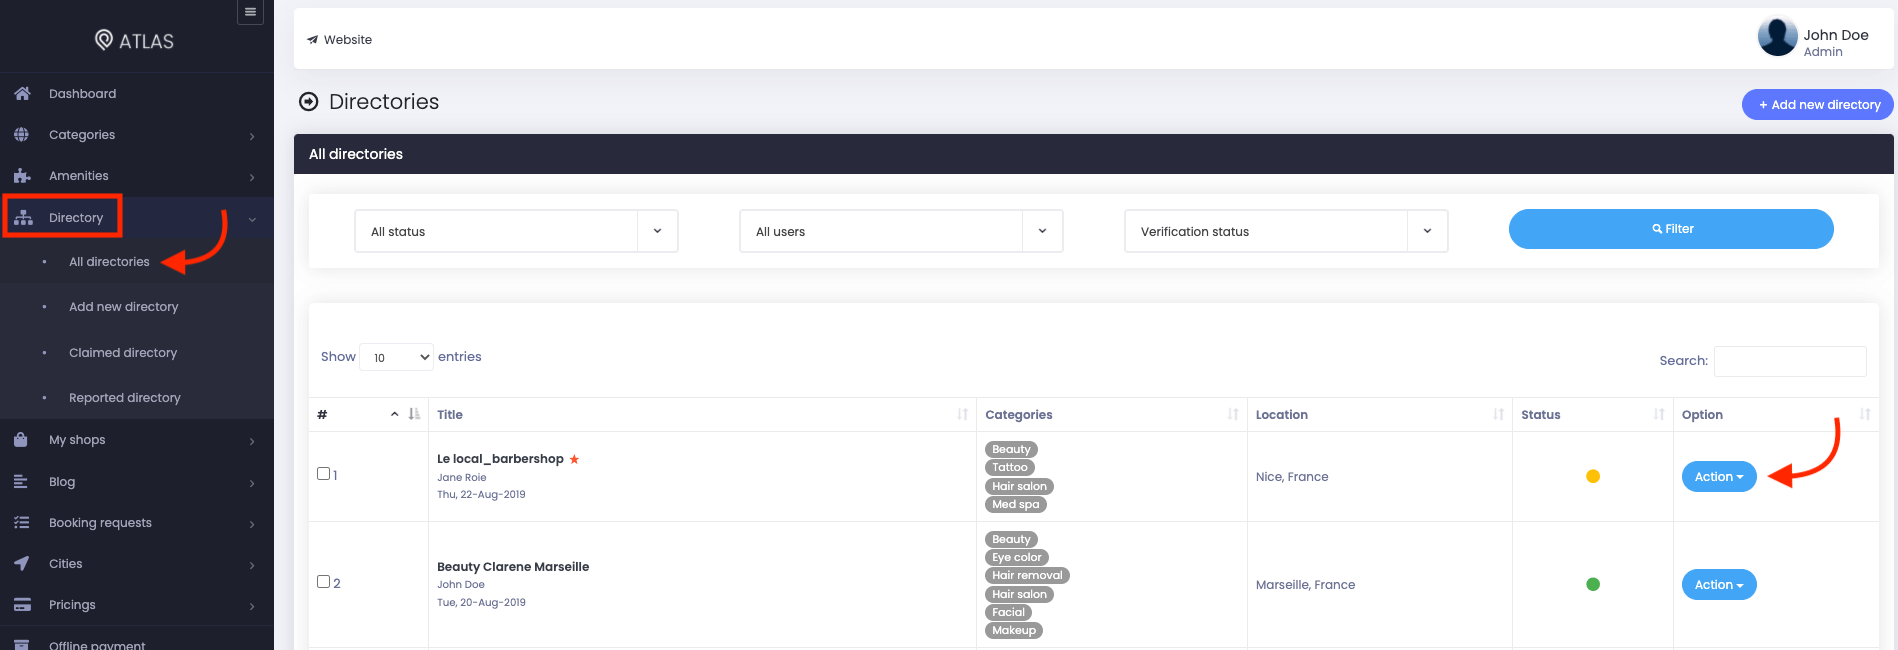 ATLAS
Dashboard
Categories
Amenities
Directory
All directories
Add new directory
Claimed directory
Reported directory
My shops
Blog
Booking requests
Cities
Pricings
Offline payment
Website
John Doe
Admin
Directories
+ Add new directory
All directories
All status
All users
Verification status
Filter
Show 10 entries
Search:
# Title Categories Location Status Option
1
Le local_barbershop
Jane Roie
Thu, 22-Aug-2019
Beauty
Tattoo
Hair salon
Med spa
Nice, France
Action
2
Beauty Clarene Marseille
John Doe
Tue, 20-Aug-2019
Beauty
Eye color
Hair removal
Hair salon
Facial
Makeup
Marseille, France
Action